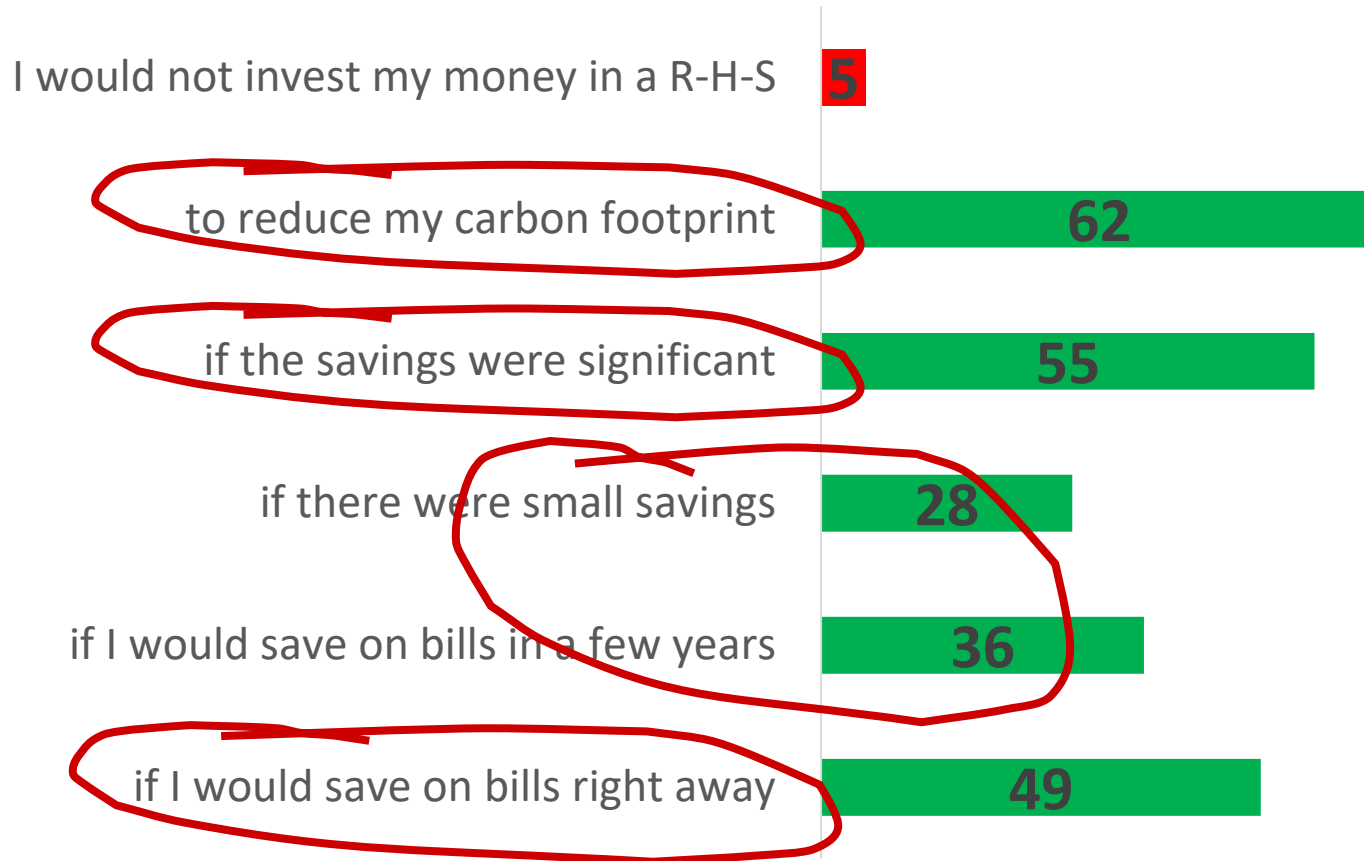 I would not invest my money in a R-H-S 5
to reduce my carbon footprint 62
if the savings were significant 55
if there were small savings 28
if I would save on bills in a few years 36
if I would save on bills right away 49